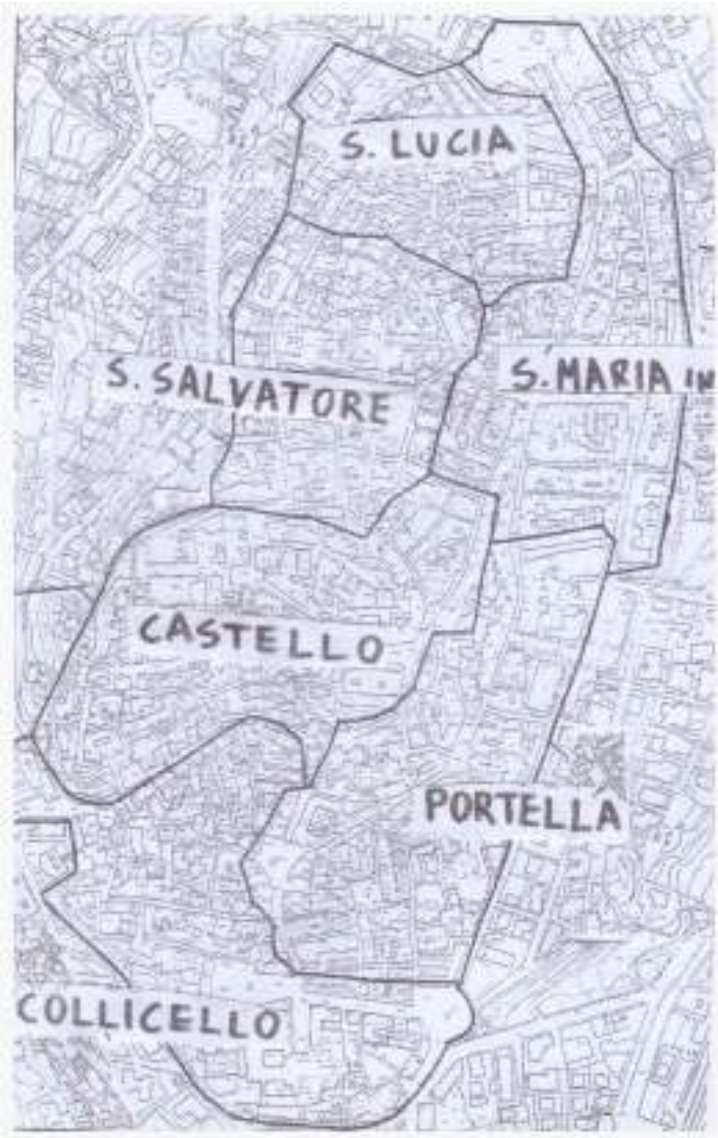 S. LUCIA
S. SALVATORE
S. MARIA IN
CASTELLO
PORTELLA
COLLICELLO